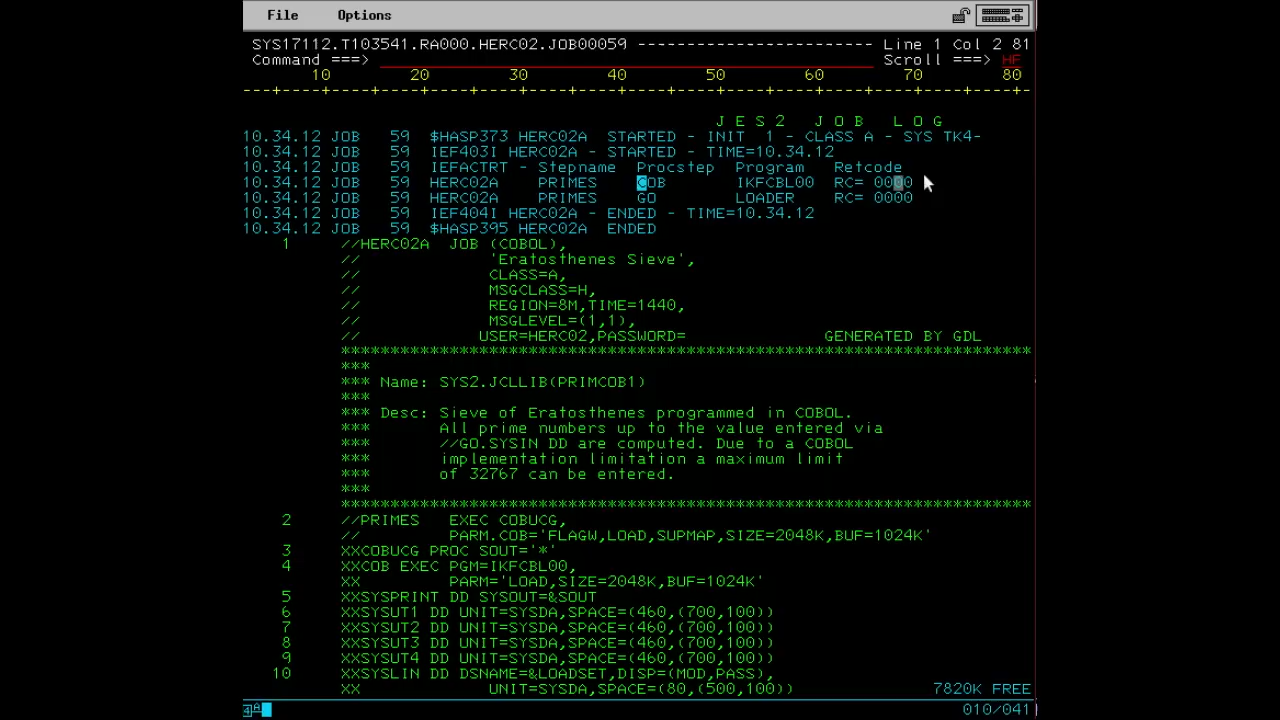 File Options
SYS17112.T103541.RA000.HERC02.JOB00059 ------------------------ Line 1 Col 2 81
Command ===> Scroll ===> HF
10 20 30 40 50 60 70 80
---+----+----+----+----+----+----+----+----+----+----+----+----+----+----+----+-
J E S 2 J O B L O G
10.34.12 JOB 59 $HASP373 HERC02A STARTED - INIT 1 - CLASS A - SYS TK4-
10.34.12 JOB 59 IEF403I HERC02A - STARTED - TIME=10.34.12
10.34.12 JOB 59 IEFACTRT - Stepname Procstep Program Retcode
10.34.12 JOB 59 HERC02A PRIMES COB IKFCBL00 RC= 0000
10.34.12 JOB 59 HERC02A PRIMES GO LOADER RC= 0000
10.34.12 JOB 59 IEF404I HERC02A - ENDED - TIME=10.34.12
10.34.12 JOB 59 $HASP395 HERC02A ENDED
1 //HERC02A JOB (COBOL),
// 'Eratosthenes Sieve',
// CLASS=A,
// MSGCLASS=H,
// REGION=8M,TIME=1440,
// MSGLEVEL=(1,1),
// USER=HERC02,PASSWORD= GENERATED BY GDL
**********************************************************************
***
*** Name: SYS2.JCLLIB(PRIMCOB1)
***
*** Desc: Sieve of Eratosthenes programmed in COBOL.
*** All prime numbers up to the value entered via
*** //GO.SYSIN DD are computed. Due to a COBOL
*** implementation limitation a maximum limit
*** of 32767 can be entered.
***
**********************************************************************
2 //PRIMES EXEC COBUCG,
// PARM.COB='FLAGW,LOAD,SUPMAP,SIZE=2048K,BUF=1024K'
3 XXCOBUCG PROC SOUT='*'
4 XXCOB EXEC PGM=IKFCBL00,
XX PARM='LOAD,SIZE=2048K,BUF=1024K'
5 XXSYSPRINT DD SYSOUT=&SOUT
6 XXSYSUT1 DD UNIT=SYSDA,SPACE=(460,(700,100))
7 XXSYSUT2 DD UNIT=SYSDA,SPACE=(460,(700,100))
8 XXSYSUT3 DD UNIT=SYSDA,SPACE=(460,(700,100))
9 XXSYSUT4 DD UNIT=SYSDA,SPACE=(460,(700,100))
10 XXSYSLIN DD DSNAME=&LOADSET,DISP=(MOD,PASS),
XX UNIT=SYSDA,SPACE=(80,(500,100)) 7820K FREE
4A 010/041